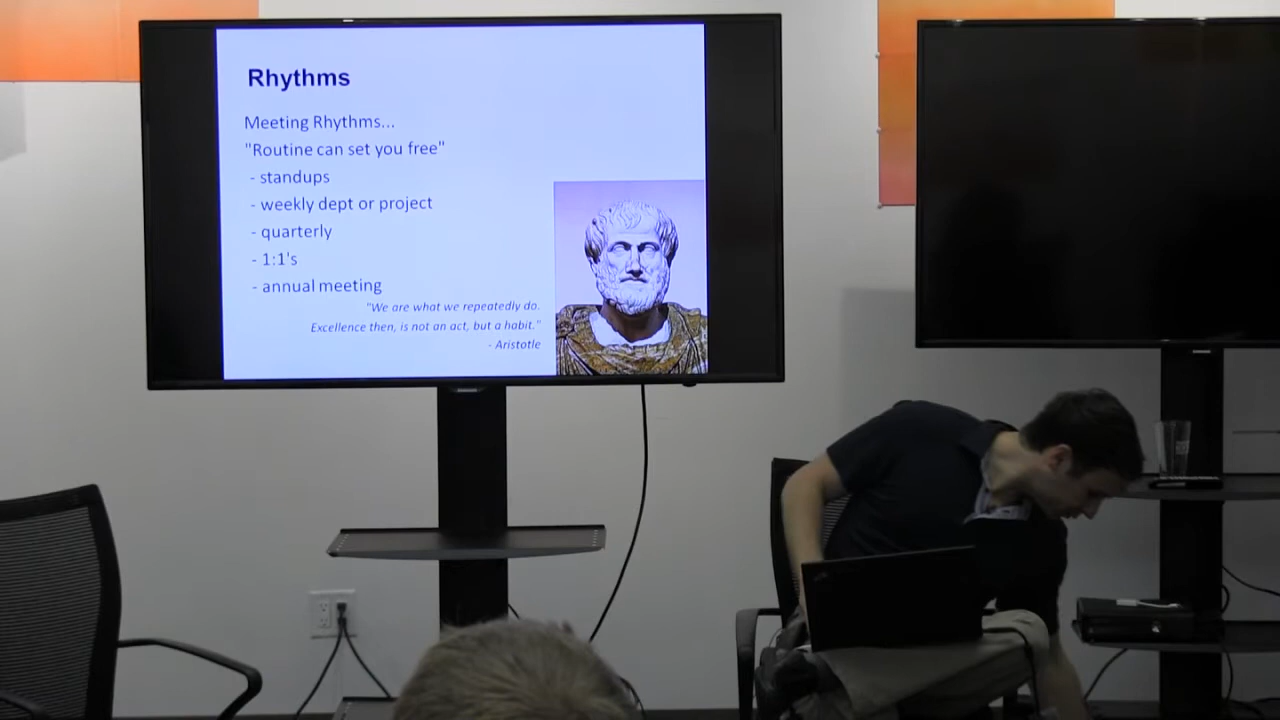 Rhythms
Meeting Rhythms...
"Routine can set you free"
- standups
- weekly dept or project
- quarterly
- 1:1's
- annual meeting
"We are what we repeatedly do.
Excellence then, is not an act, but a habit."
- Aristotle